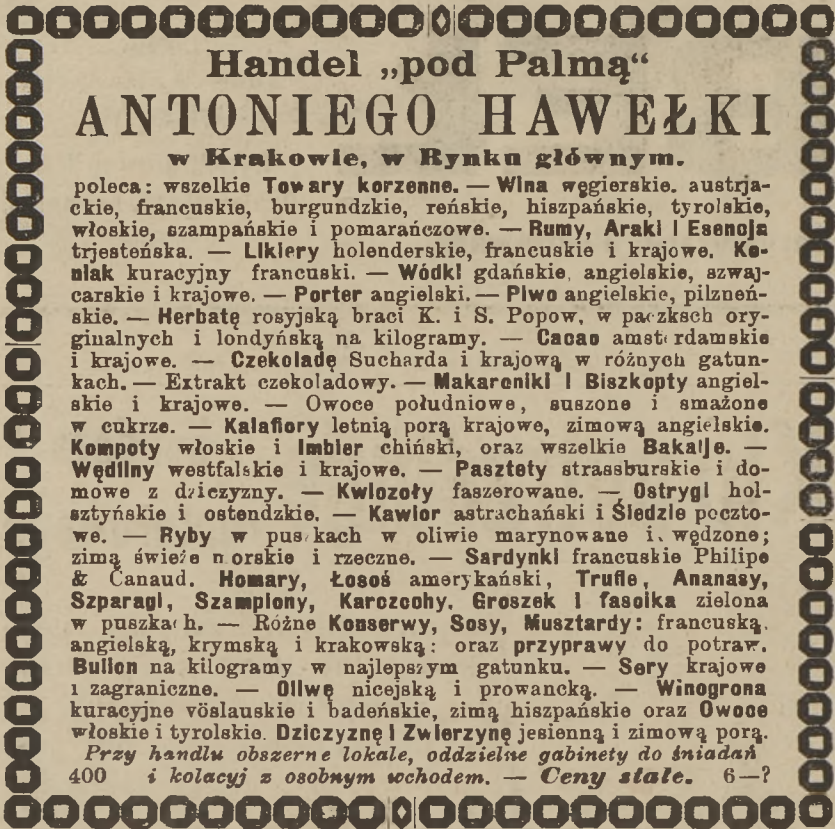 Handel „pod Palmą“
ANTONIEGO HAWEŁKI
w Krakowie, w Rynku głównym.
poleca: wszelkie Towary korzenne. — Wina węgierskie. austrja-
ckie, francuskie, burgundzkie, reńskie, hiszpańskie, tyrolskie,
włoskie, szampańskie i pomarańczowe. — Rumy, Araki i Esencja
trjesteńska. — Likiery holenderskie, francuskie i krajowe. Ko-
niak kuracyjny francuski. — Wódki gdańskie, angielskie, szwaj-
carskie i krajowe. — Porter angielski. — Piwo angielskie, pilzneń-
skie. — Herbatę rosyjską braci K. i S. Popow, w paczkach ory-
ginalnych i londyńską na kilogramy. — Cacao amsterdamskie
i krajowe. — Czekoladę Sucharda i krajową w różnych gatun-
kach. — Extrakt czekoladowy. — Makaroniki i Biszkopty angiel-
skie i krajowe. — Owoce południowe, suszone i smażone
w cukrze. — Kalafiory letnią porą krajowe, zimową angielskie.
Kompoty włoskie i Imbier chiński, oraz wszelkie Bakalje. —
Wędliny westfalskie i krajowe. — Pasztety strassburskie i do-
mowe z dziczyzny. — Kwiczoły faszerowane. — Ostrygi hol-
sztyńskie i ostendzkie. — Kawior astrachański i Śledzie poczto-
we. — Ryby w puszkach w oliwie marynowane i wędzone;
zimą świeże morskie i rzeczne. — Sardynki francuskie Philipe
& Canaud. Homary, Łosoś amerykański, Trufle, Ananasy,
Szparagi, Szampiony, Karczochy. Groszek i fasolka zielona
w puszkach. — Różne Konserwy, Sosy, Musztardy: francuską,
angielską, krymską i krakowską: oraz przyprawy do potraw.
Bulion na kilogramy w najlepszym gatunku. — Sery krajowe
i zagraniczne. — Oliwę nicejską i prowancką. — Winogrona
kuracyjne vöslauskie i badeńskie, zimą hiszpańskie oraz Owoce
włoskie i tyrolskie. Dziczyznę i Zwierzynę jesienną i zimową porą.
Przy handlu obszerne lokale, oddzielne gabinety do śniadań
400 i kolacyj z osobnym wchodem. — Ceny stałe. 6—?